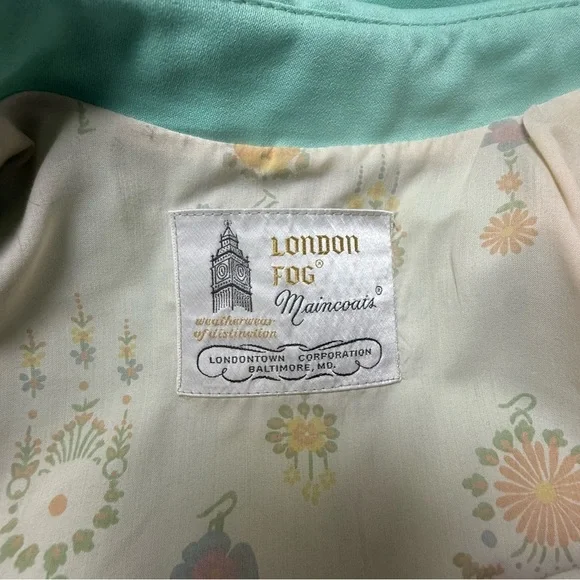 LONDON
FOG®
Maincoats®
weatherwear
of distinction
LONDONTOWN CORPORATION
BALTIMORE, MD.